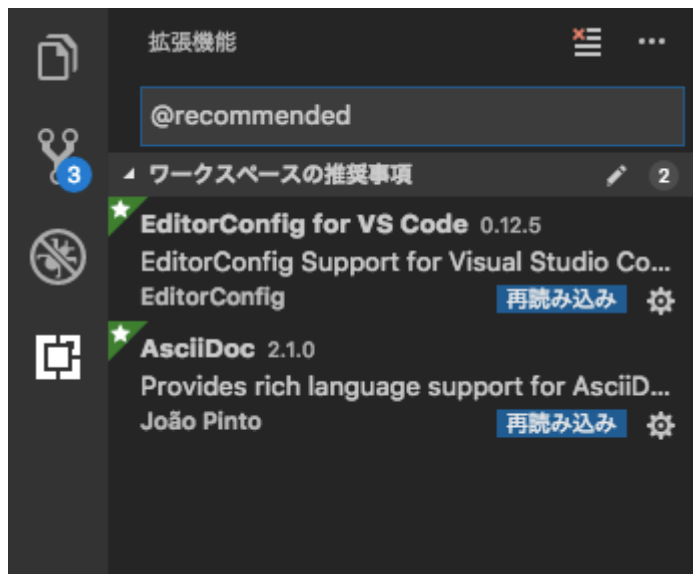 拡張機能
@recommended
3
ワークスペースの推奨事項 2
EditorConfig for VS Code 0.12.5
EditorConfig Support for Visual Studio Co...
EditorConfig 再読み込み
AsciiDoc 2.1.0
Provides rich language support for AsciiD...
João Pinto 再読み込み